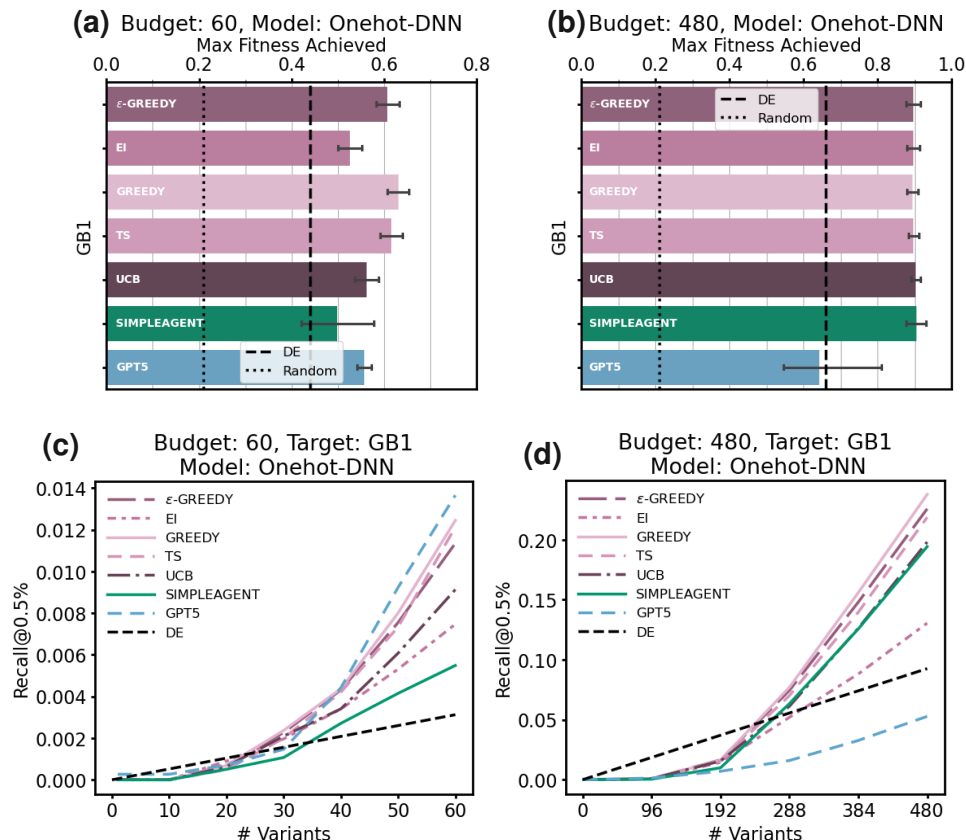 (a) Budget: 60, Model: Onehot-DNN
Max Fitness Achieved
0.0 0.2 0.4 0.6 0.8
GB1
ε-GREEDY
EI
GREEDY
TS
UCB
SIMPLEAGENT
GPT5
DE
Random
(b) Budget: 480, Model: Onehot-DNN
Max Fitness Achieved
0.0 0.2 0.4 0.6 0.8 1.0
GB1
ε-GREEDY
EI
GREEDY
TS
UCB
SIMPLEAGENT
GPT5
DE
Random
(c) Budget: 60, Target: GB1
Model: Onehot-DNN
Recall@0.5%
0.014
0.012
0.010
0.008
0.006
0.004
0.002
0.000
ε-GREEDY
EI
GREEDY
TS
UCB
SIMPLEAGENT
GPT5
DE
0 10 20 30 40 50 60
# Variants
(d) Budget: 480, Target: GB1
Model: Onehot-DNN
Recall@0.5%
0.20
0.15
0.10
0.05
0.00
ε-GREEDY
EI
GREEDY
TS
UCB
SIMPLEAGENT
GPT5
DE
0 96 192 288 384 480
# Variants